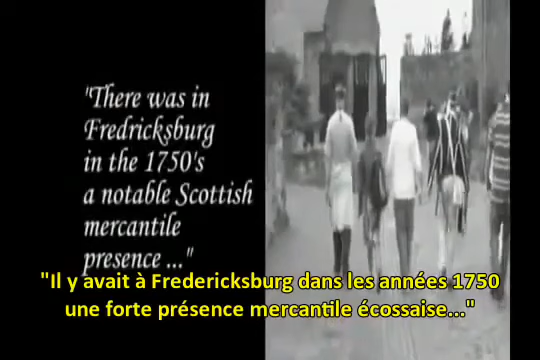 "There was in
Fredricksburg
in the 1750's
a notable Scottish
mercantile
presence ..."
"Il y avait à Fredericksburg dans les années 1750
une forte présence mercantile écossaise..."